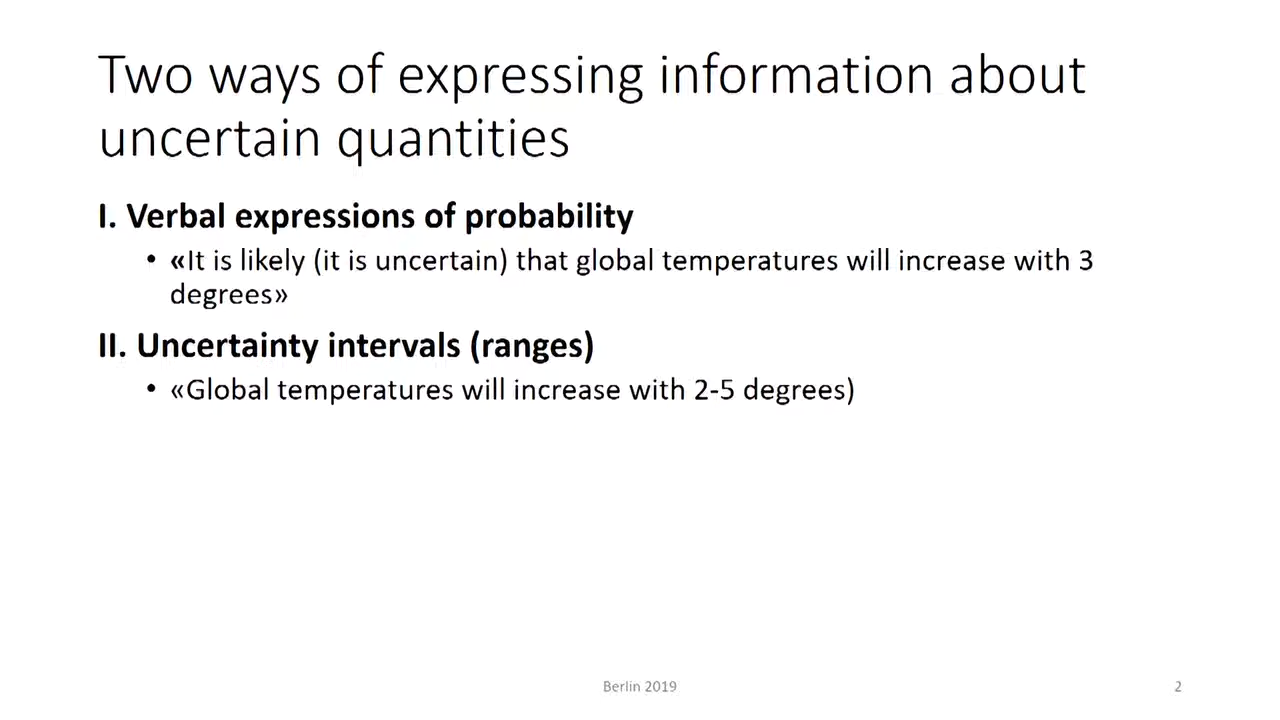 Two ways of expressing information about
uncertain quantities
I. Verbal expressions of probability
• «It is likely (it is uncertain) that global temperatures will increase with 3
degrees»
II. Uncertainty intervals (ranges)
• «Global temperatures will increase with 2-5 degrees)
Berlin 2019
2